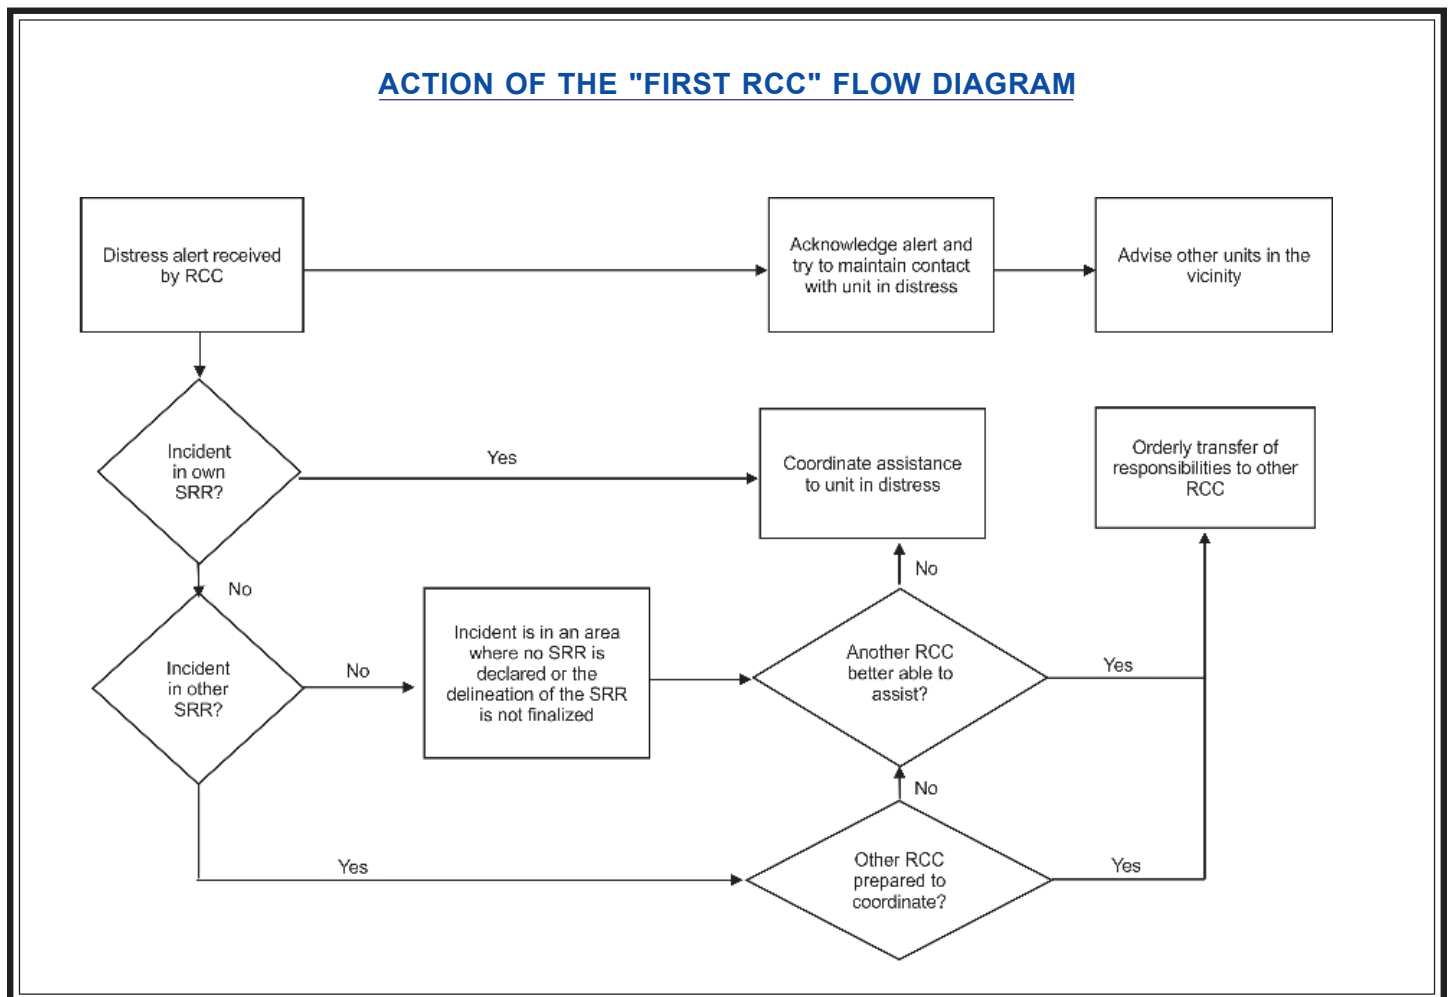 ACTION OF THE "FIRST RCC" FLOW DIAGRAM
Distress alert received
by RCC
Acknowledge alert and
try to maintain contact
with unit in distress
Advise other units in the
vicinity
Incident
in own
SRR?
Yes
Coordinate assistance
to unit in distress
Orderly transfer of
responsibilities to other
RCC
No
No
Incident
in other
SRR?
No
Incident is in an area
where no SRR is
declared or the
delineation of the SRR
is not finalized
Another RCC
better able to
assist?
Yes
No
Yes
Other RCC
prepared to
coordinate?
Yes